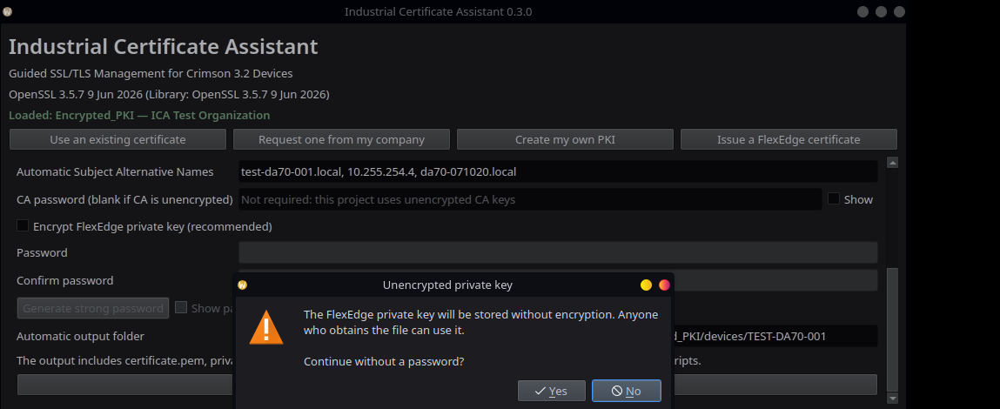 Industrial Certificate Assistant 0.3.0
Industrial Certificate Assistant
Guided SSL/TLS Management for Crimson 3.2 Devices
OpenSSL 3.5.7 9 Jun 2026 (Library: OpenSSL 3.5.7 9 Jun 2026)
Loaded: Encrypted_PKI — ICA Test Organization
Use an existing certificate
Request one from my company
Create my own PKI
Issue a FlexEdge certificate
Automatic Subject Alternative Names
test-da70-001.local, 10.255.254.4, da70-071020.local
CA password (blank if CA is unencrypted)
Not required: this project uses unencrypted CA keys
Show
Encrypt FlexEdge private key (recommended)
Password
Confirm password
Generate strong password
Show pa
Automatic output folder
d_PKI/devices/TEST-DA70-001
The output includes certificate.pem, priva
ripts.
Unencrypted private key
The FlexEdge private key will be stored without encryption. Anyone
who obtains the file can use it.
Continue without a password?
Yes
No